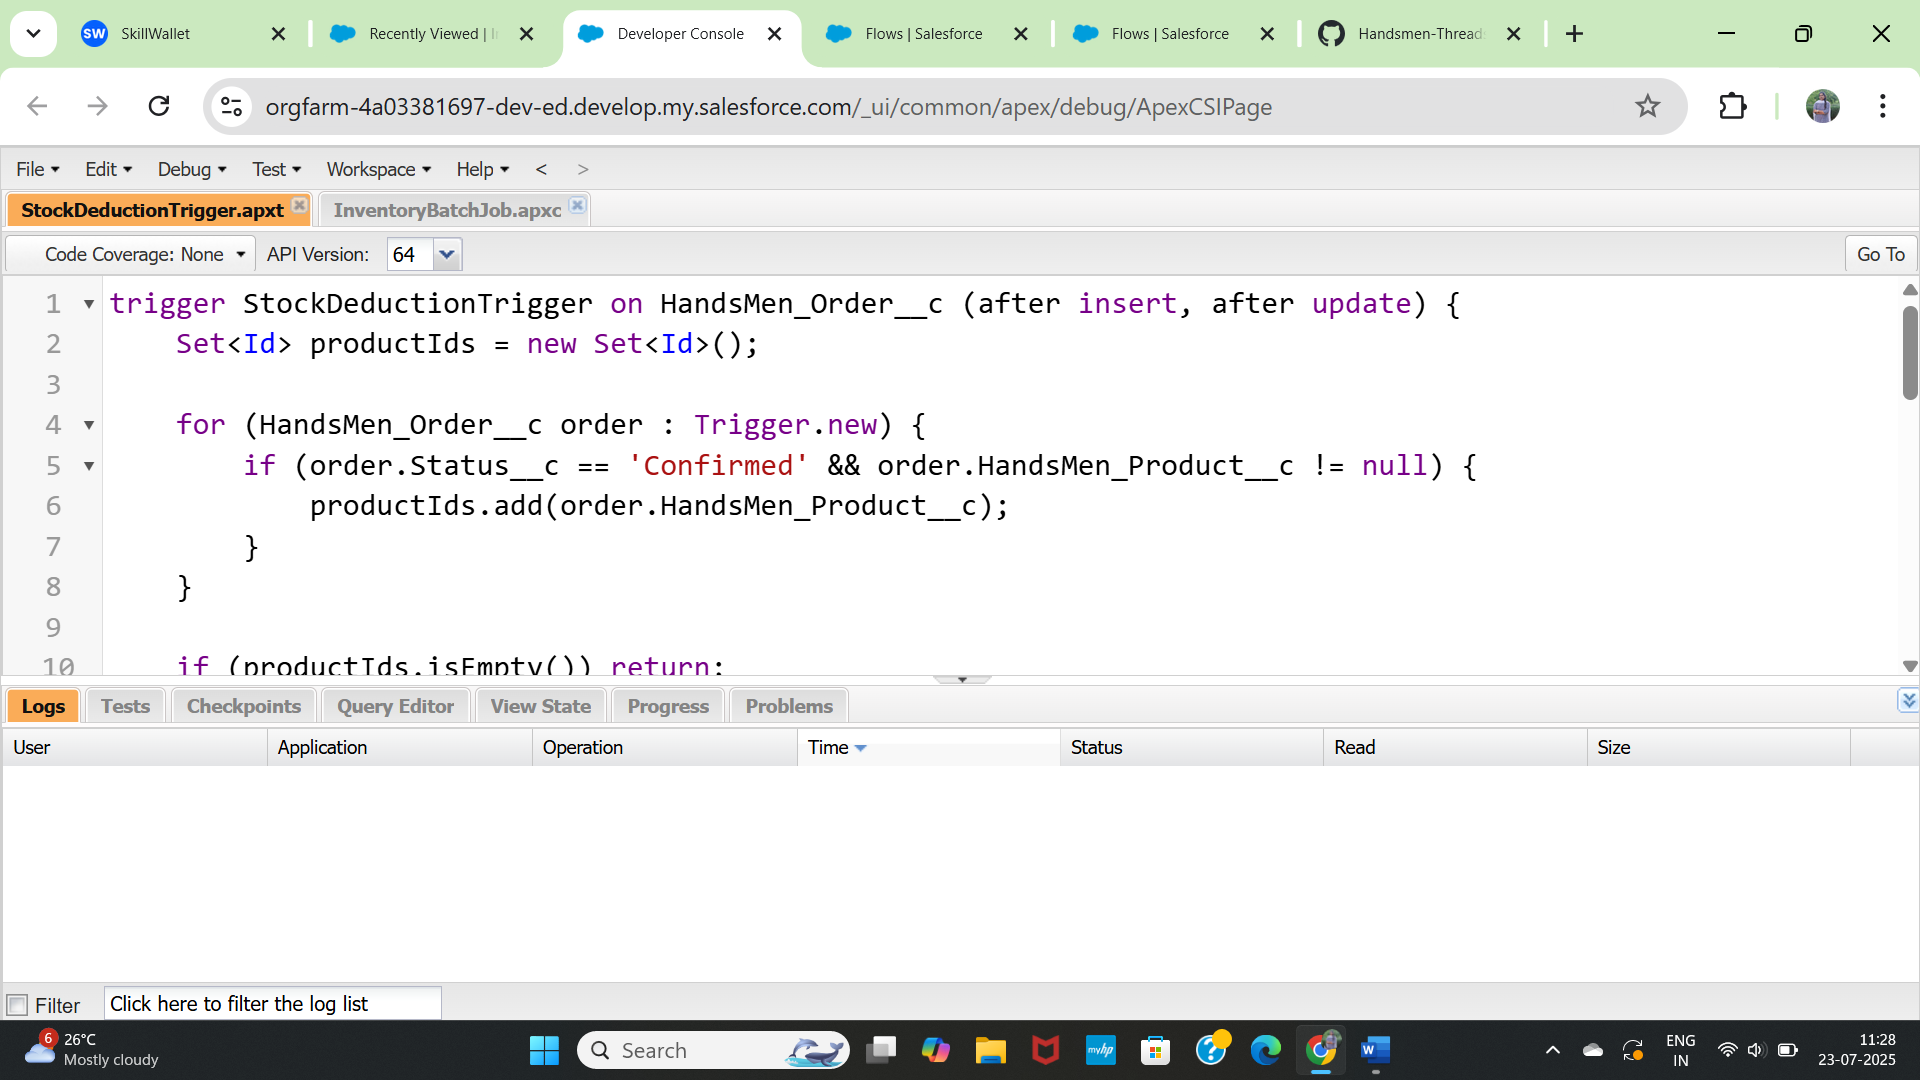 SW SkillWallet
Recently Viewed |
Developer Console
Flows | Salesforce
Flows | Salesforce
Handsmen-Thread
orgfarm-4a03381697-dev-ed.develop.my.salesforce.com/_ui/common/apex/debug/ApexCSIPage
File Edit Debug Test Workspace Help < >
StockDeductionTrigger.apxt InventoryBatchJob.apxc
Code Coverage: None API Version: 64 Go To
1 trigger StockDeductionTrigger on HandsMen_Order__c (after insert, after update) {
2 Set<Id> productIds = new Set<Id>();
3
4 for (HandsMen_Order__c order : Trigger.new) {
5 if (order.Status__c == 'Confirmed' && order.HandsMen_Product__c != null) {
6 productIds.add(order.HandsMen_Product__c);
7 }
8 }
9
10 if (productIds.isEmpty()) return;
Logs Tests Checkpoints Query Editor View State Progress Problems
User Application Operation Time Status Read Size
Filter Click here to filter the log list
6 26°C
Mostly cloudy
Search
myhp
W
ENG
IN
11:28
23-07-2025